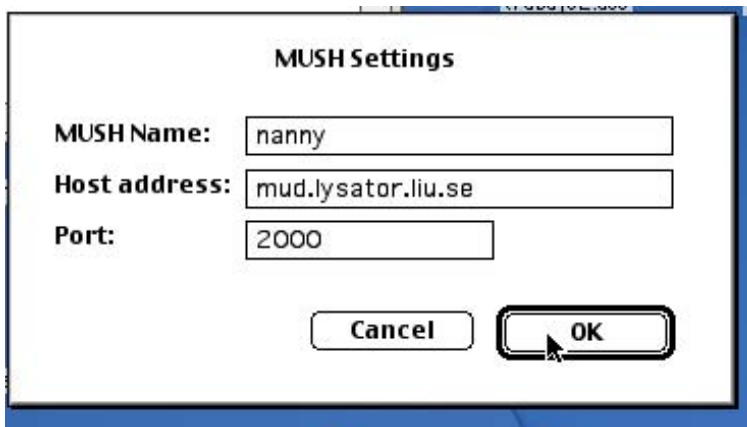 MUSH Settings
MUSH Name: nanny
Host address: mud.lysator.liu.se
Port: 2000
Cancel OK